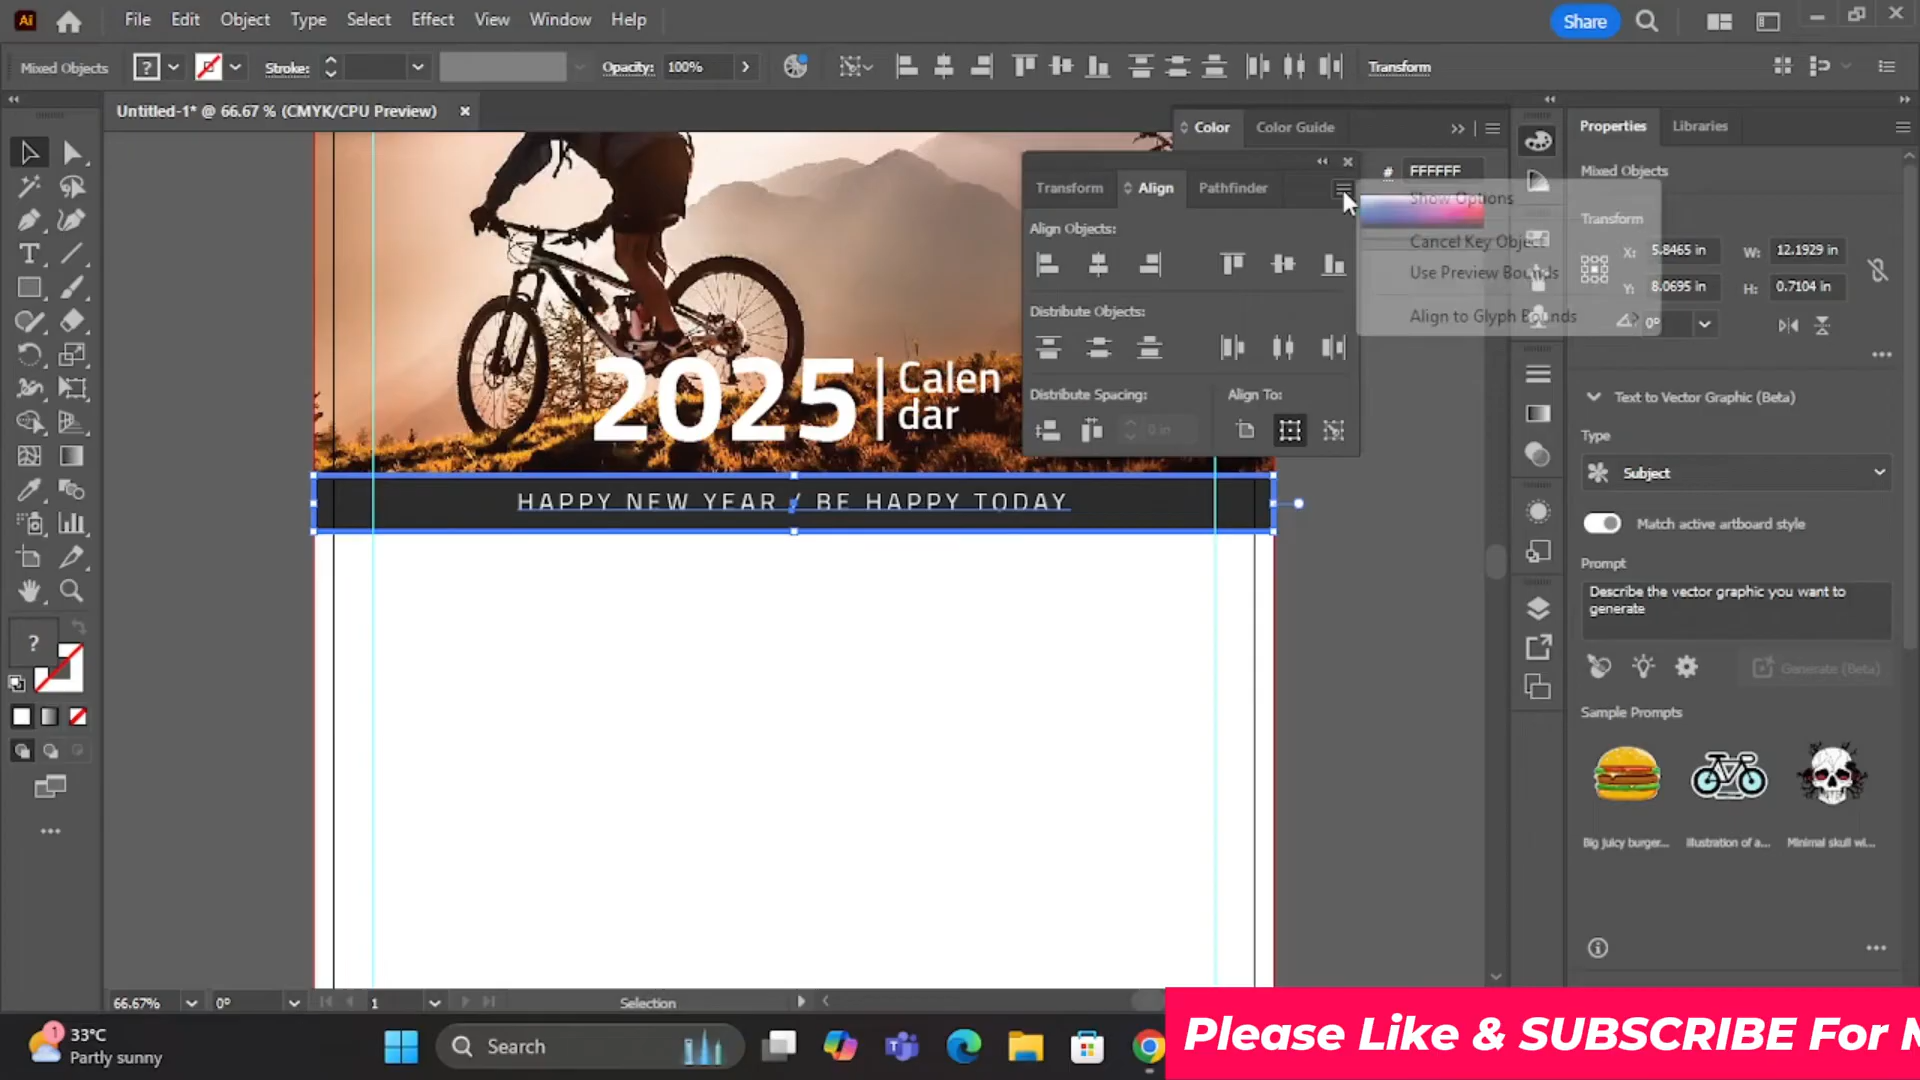 Ai
File Edit Object Type Select Effect View Window Help
Share
Mixed Objects
?
Stroke:
Opacity: 100%
Transform
Untitled-1* @ 66.67 % (CMYK/CPU Preview)
Color Color Guide
# FFFFFF
Transform Align Pathfinder
Align Objects:
Distribute Objects:
Distribute Spacing: Align To:
0 in
Show Options
Cancel Key Object
Use Preview Bounds
Align to Glyph Bounds
Properties Libraries
Mixed Objects
Transform
X: 5.8465 in W: 12.1929 in
Y: 8.0695 in H: 0.7104 in
0°
Text to Vector Graphic (Beta)
Type
Subject
Match active artboard style
Prompt
Describe the vector graphic you want to
generate
Generate (Beta)
Sample Prompts
Big juicy burger... Illustration of a... Minimal skull wi...
2025 Calen
dar
HAPPY NEW YEAR / BE HAPPY TODAY
T
?
66.67% 0° 1 Selection
1
33°C
Partly sunny
Search
Please Like & SUBSCRIBE For